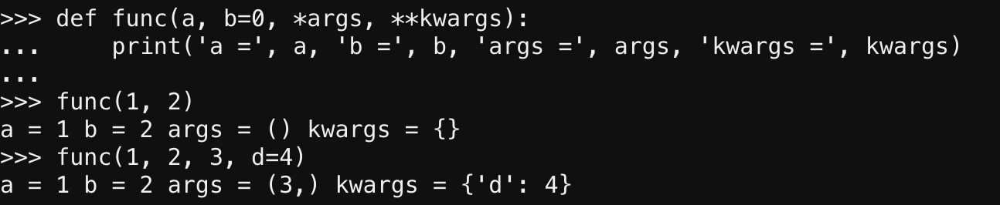 >>> def func(a, b=0, *args, **kwargs):
...     print('a =', a, 'b =', b, 'args =', args, 'kwargs =', kwargs)
...
>>> func(1, 2)
a = 1 b = 2 args = () kwargs = {}
>>> func(1, 2, 3, d=4)
a = 1 b = 2 args = (3,) kwargs = {'d': 4}